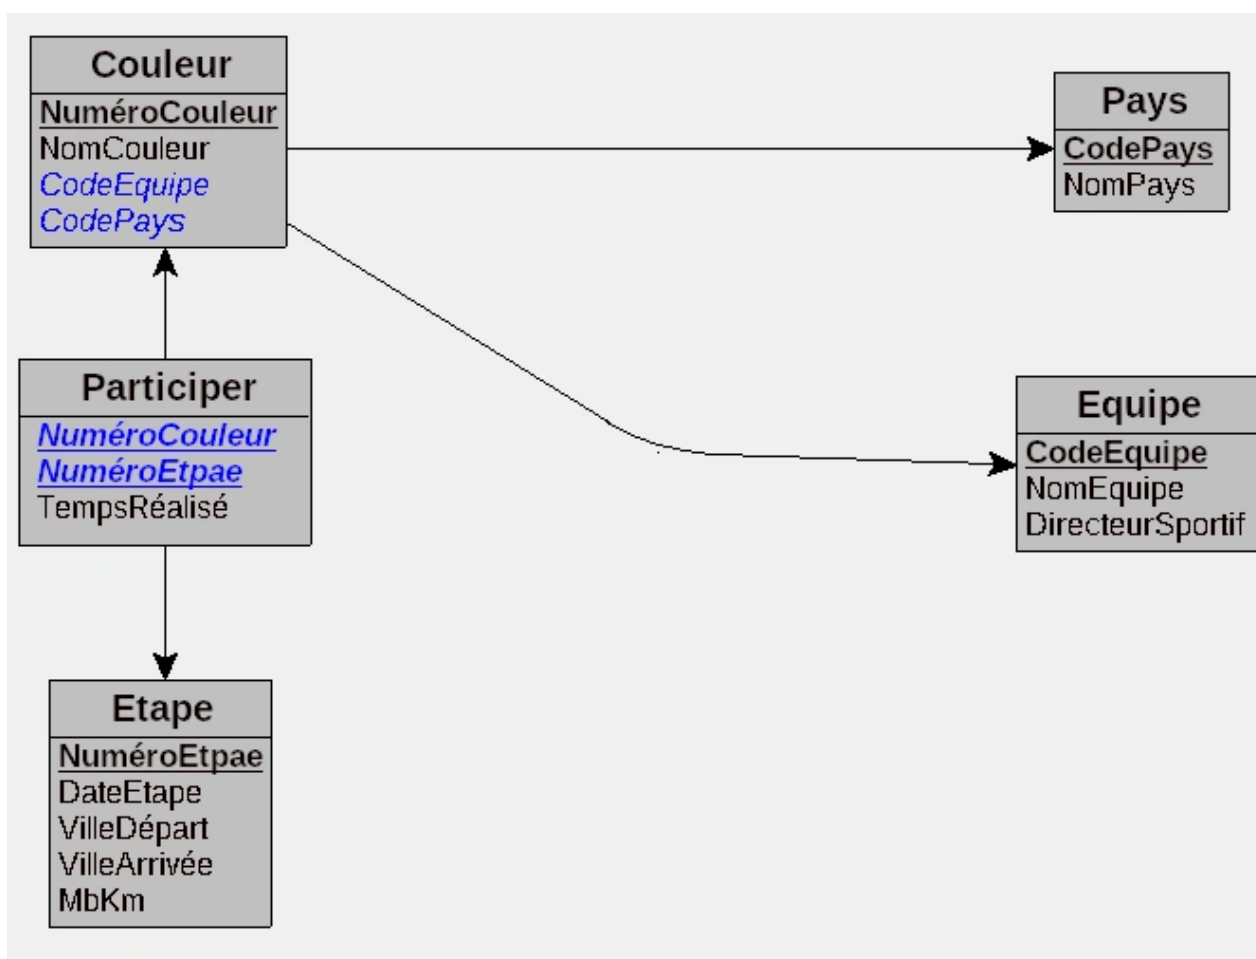 Couleur
NuméroCouleur
NomCouleur
CodeEquipe
CodePays
Pays
CodePays
NomPays
Participer
NuméroCouleur
NuméroEtpae
TempsRéalisé
Equipe
CodeEquipe
NomEquipe
DirecteurSportif
Etape
NuméroEtpae
DateEtape
VilleDépart
VilleArrivée
MbKm